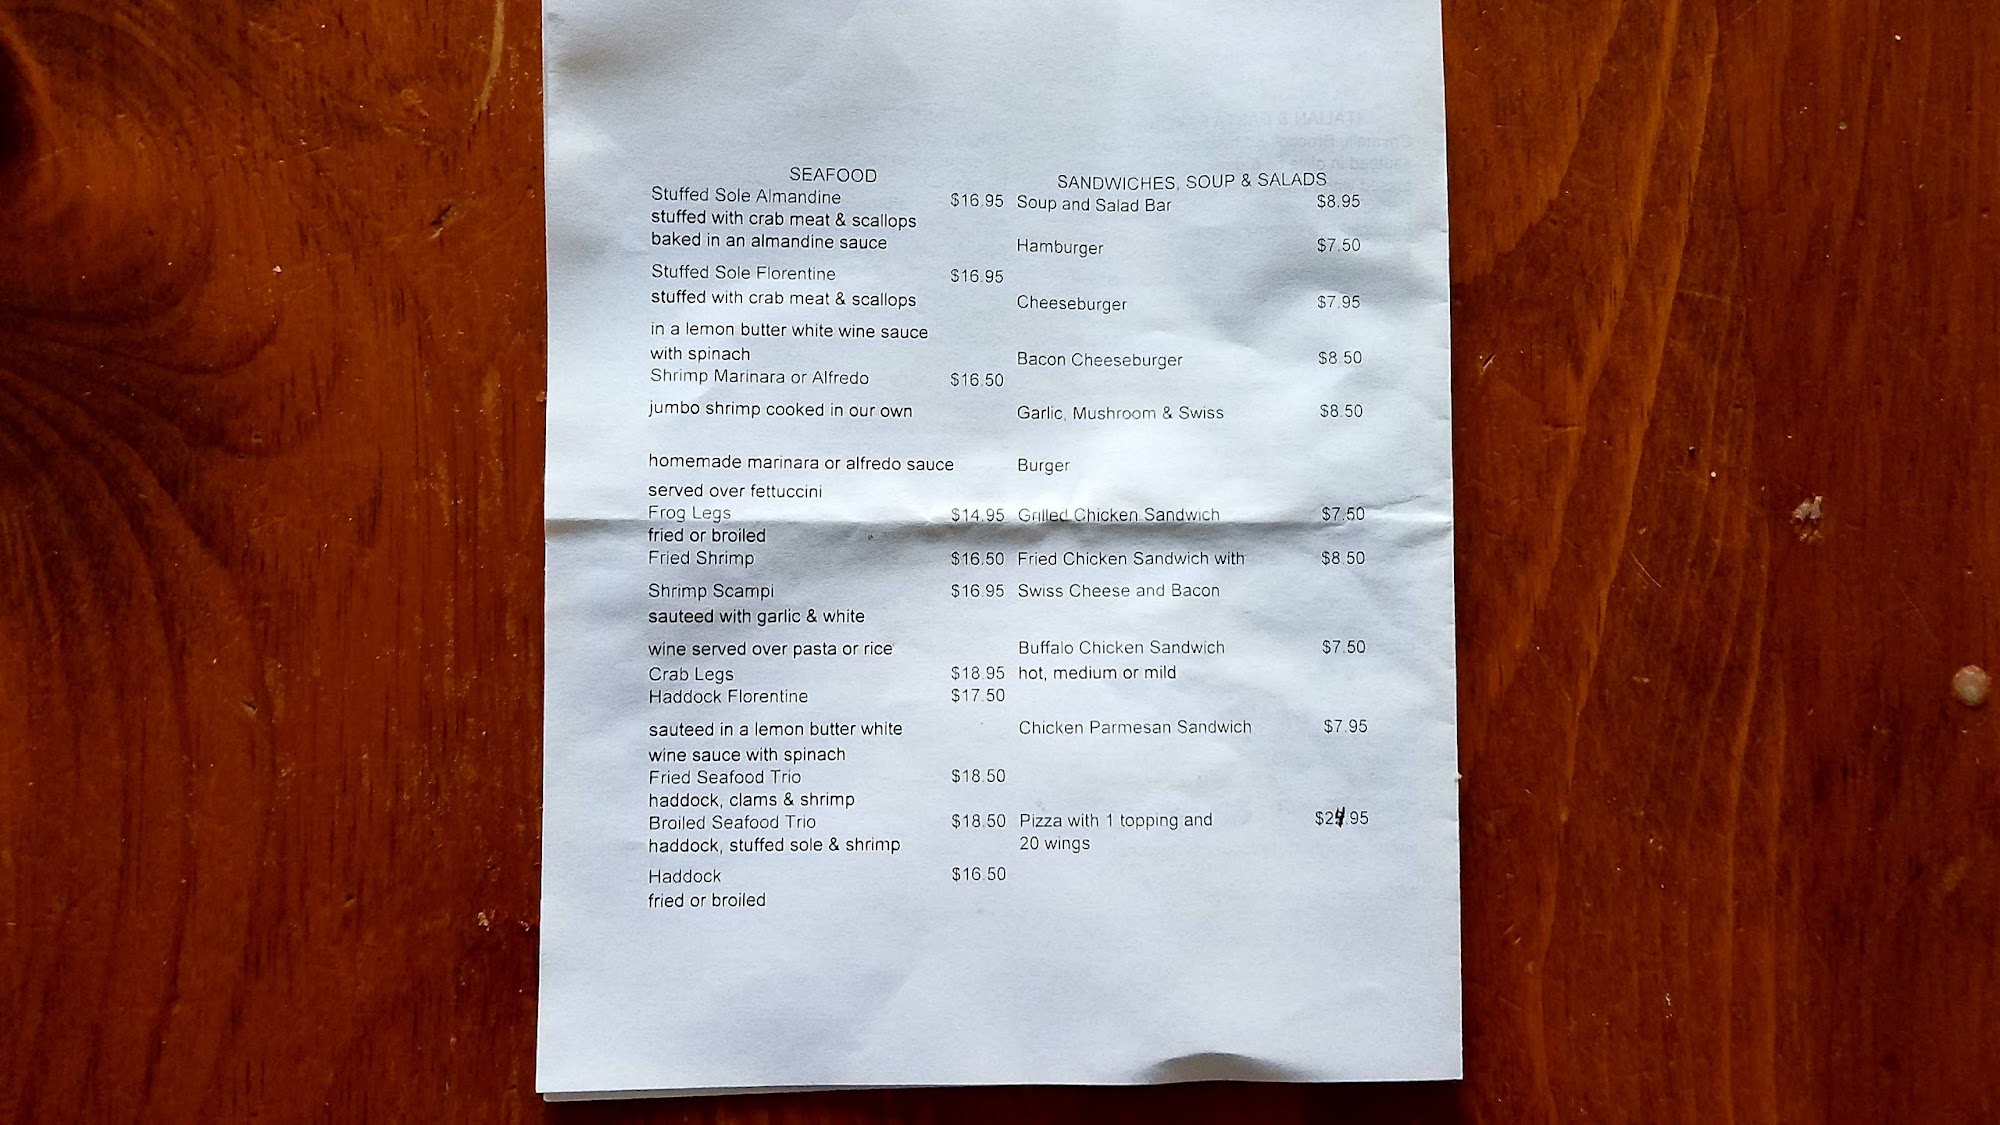 SEAFOOD
Stuffed Sole Almandine $16.95
stuffed with crab meat & scallops
baked in an almandine sauce
Stuffed Sole Florentine $16.95
stuffed with crab meat & scallops
in a lemon butter white wine sauce
with spinach
Shrimp Marinara or Alfredo $16.50
jumbo shrimp cooked in our own
homemade marinara or alfredo sauce
served over fettuccini
Frog Legs $14.95
fried or broiled
Fried Shrimp $16.50
Shrimp Scampi $16.95
sauteed with garlic & white
wine served over pasta or rice
Crab Legs $18.95
Haddock Florentine $17.50
sauteed in a lemon butter white
wine sauce with spinach
Fried Seafood Trio $18.50
haddock, clams & shrimp
Broiled Seafood Trio $18.50
haddock, stuffed sole & shrimp
Haddock $16.50
fried or broiled
SANDWICHES, SOUP & SALADS
Soup and Salad Bar $8.95
Hamburger $7.50
Cheeseburger $7.95
Bacon Cheeseburger $8.50
Garlic, Mushroom & Swiss $8.50
Burger
Grilled Chicken Sandwich $7.50
Fried Chicken Sandwich with $8.50
Swiss Cheese and Bacon
Buffalo Chicken Sandwich $7.50
hot, medium or mild
Chicken Parmesan Sandwich $7.95
Pizza with 1 topping and $24.95
20 wings